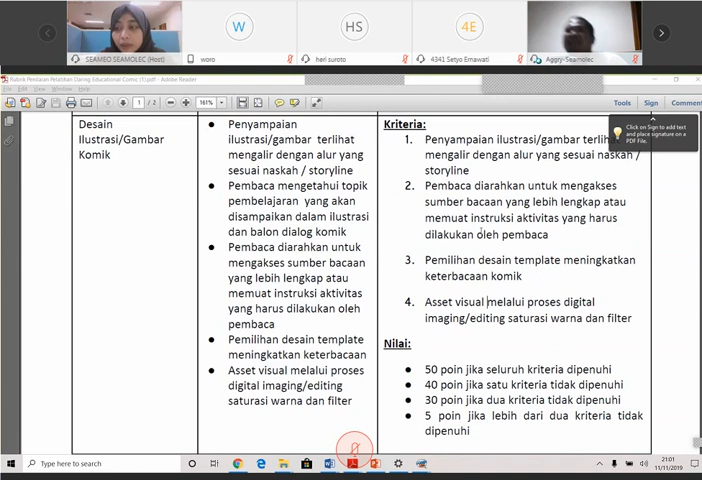 W
HS
4E
SEAMEO SEAMOLEC (Host)
woro
heri suroto
4341 Setyo Ernawati
Aggry-Seamolec
Rubrik Penilaian Pelatihan Daring Educational Comic (1).pdf - Adobe Reader
File Edit View Window Help
1 / 2
161%
Tools
Sign
Comment
Click on Sign to add text
and place signature on a
PDF File.
Desain
Ilustrasi/Gambar
Komik
● Penyampaian
ilustrasi/gambar terlihat
mengalir dengan alur yang
sesuai naskah / storyline
● Pembaca mengetahui topik
pembelajaran yang akan
disampaikan dalam ilustrasi
dan balon dialog komik
● Pembaca diarahkan untuk
mengakses sumber bacaan
yang lebih lengkap atau
memuat instruksi aktivitas
yang harus dilakukan oleh
pembaca
● Pemilihan desain template
meningkatkan keterbacaan
● Asset visual melalui proses
digital imaging/editing
saturasi warna dan filter
Kriteria:
1. Penyampaian ilustrasi/gambar terlihat
mengalir dengan alur yang sesuai naskah /
storyline
2. Pembaca diarahkan untuk mengakses
sumber bacaan yang lebih lengkap atau
memuat instruksi aktivitas yang harus
dilakukan oleh pembaca
3. Pemilihan desain template meningkatkan
keterbacaan komik
4. Asset visual melalui proses digital
imaging/editing saturasi warna dan filter
Nilai:
● 50 poin jika seluruh kriteria dipenuhi
● 40 poin jika satu kriteria tidak dipenuhi
● 30 poin jika dua kriteria tidak dipenuhi
● 5 poin jika lebih dari dua kriteria tidak
dipenuhi
Type here to search
21:01
11/11/2019